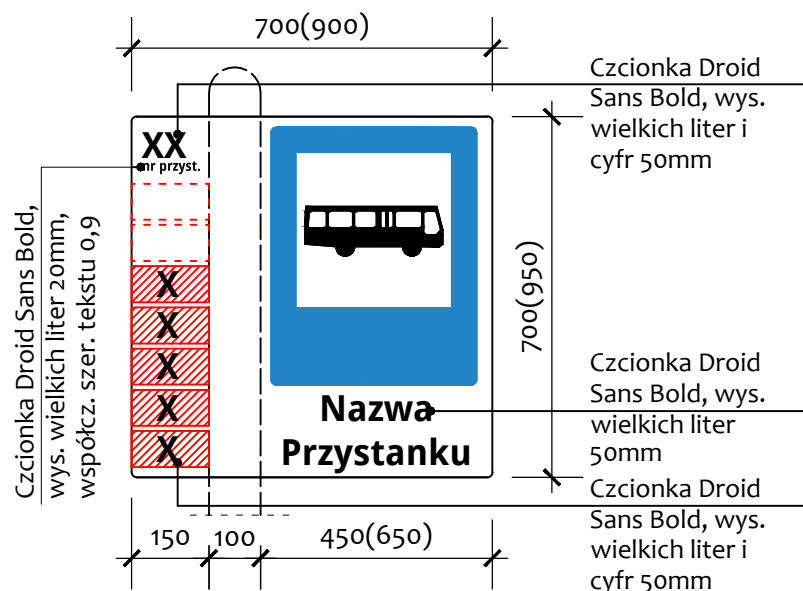 700(900)
Czcionka Droid
Sans Bold, wys.
wielkich liter i
cyfr 50mm
XX
nr przyst.
Czcionka Droid Sans Bold,
wys. wielkich liter 20mm,
współcz. szer. tekstu 0,9
X
X
X
X
X
700(950)
Nazwa
Przystanku
Czcionka Droid
Sans Bold, wys.
wielkich liter
50mm
Czcionka Droid
Sans Bold, wys.
wielkich liter i
cyfr 50mm
150
100
450(650)